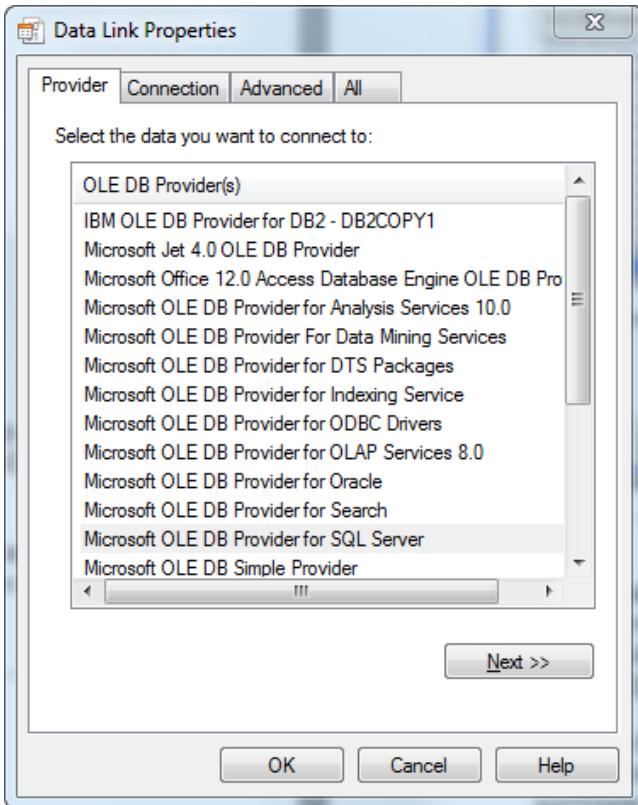 Data Link Properties
Provider Connection Advanced All
Select the data you want to connect to:
OLE DB Provider(s)
IBM OLE DB Provider for DB2 - DB2COPY1
Microsoft Jet 4.0 OLE DB Provider
Microsoft Office 12.0 Access Database Engine OLE DB Pro
Microsoft OLE DB Provider for Analysis Services 10.0
Microsoft OLE DB Provider For Data Mining Services
Microsoft OLE DB Provider for DTS Packages
Microsoft OLE DB Provider for Indexing Service
Microsoft OLE DB Provider for ODBC Drivers
Microsoft OLE DB Provider for OLAP Services 8.0
Microsoft OLE DB Provider for Oracle
Microsoft OLE DB Provider for Search
Microsoft OLE DB Provider for SQL Server
Microsoft OLE DB Simple Provider
Next >>
OK Cancel Help